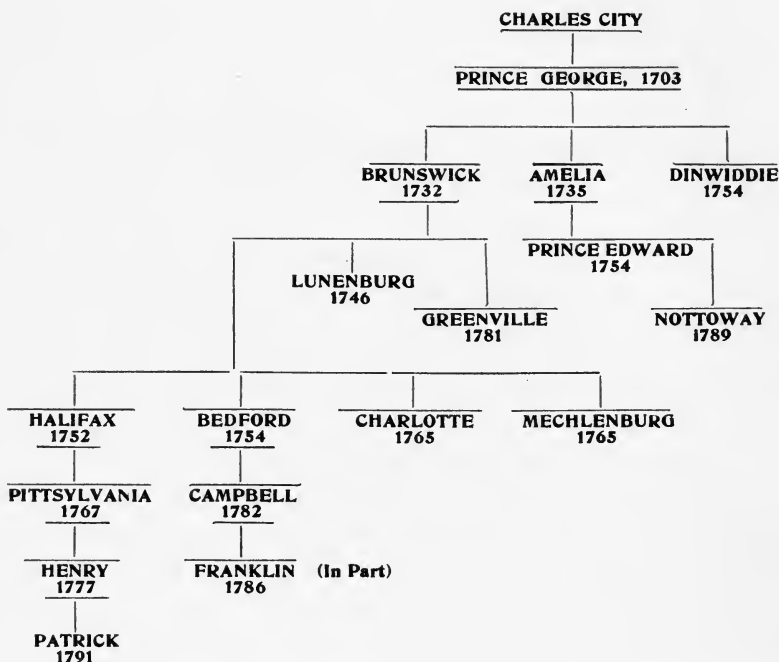 CHARLES CITY
PRINCE GEORGE, 1703
BRUNSWICK
1732
AMELIA
1735
DINWIDDIE
1754
PRINCE EDWARD
1754
LUNENBURG
1746
GREENVILLE
1781
NOTTOWAY
1789
HALIFAX
1752
BEDFORD
1754
CHARLOTTE
1765
MECHLENBURG
1765
PITTSYLVANIA
1767
CAMPBELL
1782
HENRY
1777
FRANKLIN (In Part)
1786
PATRICK
1791